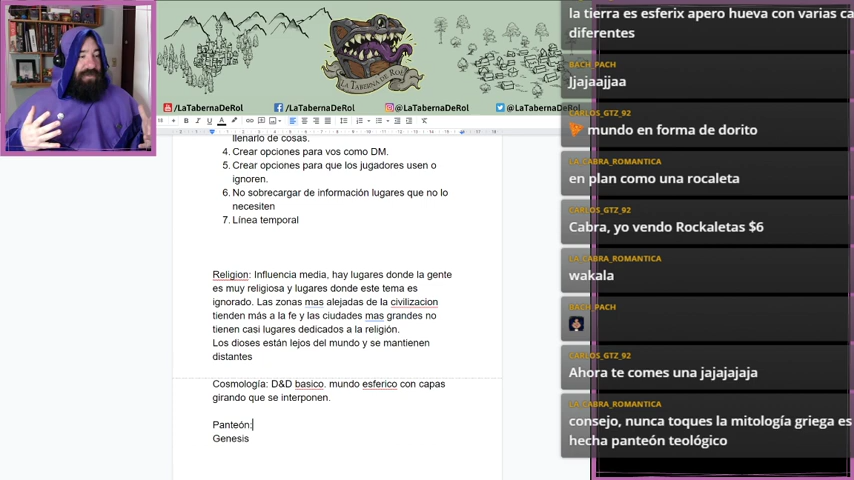 LA TABERNA DE ROL
/LaTabernaDeRol
/LaTabernaDeRol
@LaTabernaDeRol
@LaTabernaDeRol
llenarlo de cosas.
4. Crear opciones para vos como DM.
5. Crear opciones para que los jugadores usen o
ignoren.
6. No sobrecargar de información lugares que no lo
necesiten
7. Línea temporal
Religion: Influencia media, hay lugares donde la gente
es muy religiosa y lugares donde este tema es
ignorado. Las zonas mas alejadas de la civilizacion
tienden más a la fe y las ciudades mas grandes no
tienen casi lugares dedicados a la religión.
Los dioses están lejos del mundo y se mantienen
distantes
Cosmología: D&D basico. mundo esferico con capas
girando que se interponen.
Panteón:
Genesis
la tierra es esferix apero hueva con varias ca
diferentes
BACH_PACH
Jjajaajjaa
CARLOS_GTZ_92
mundo en forma de dorito
LA_CABRA_ROMANTICA
en plan como una rocaleta
CARLOS_GTZ_92
Cabra, yo vendo Rockaletas $6
LA_CABRA_ROMANTICA
wakala
BACH_PACH
CARLOS_GTZ_92
Ahora te comes una jajajajaja
LA_CABRA_ROMANTICA
consejo, nunca toques la mitología griega es
hecha panteón teológico